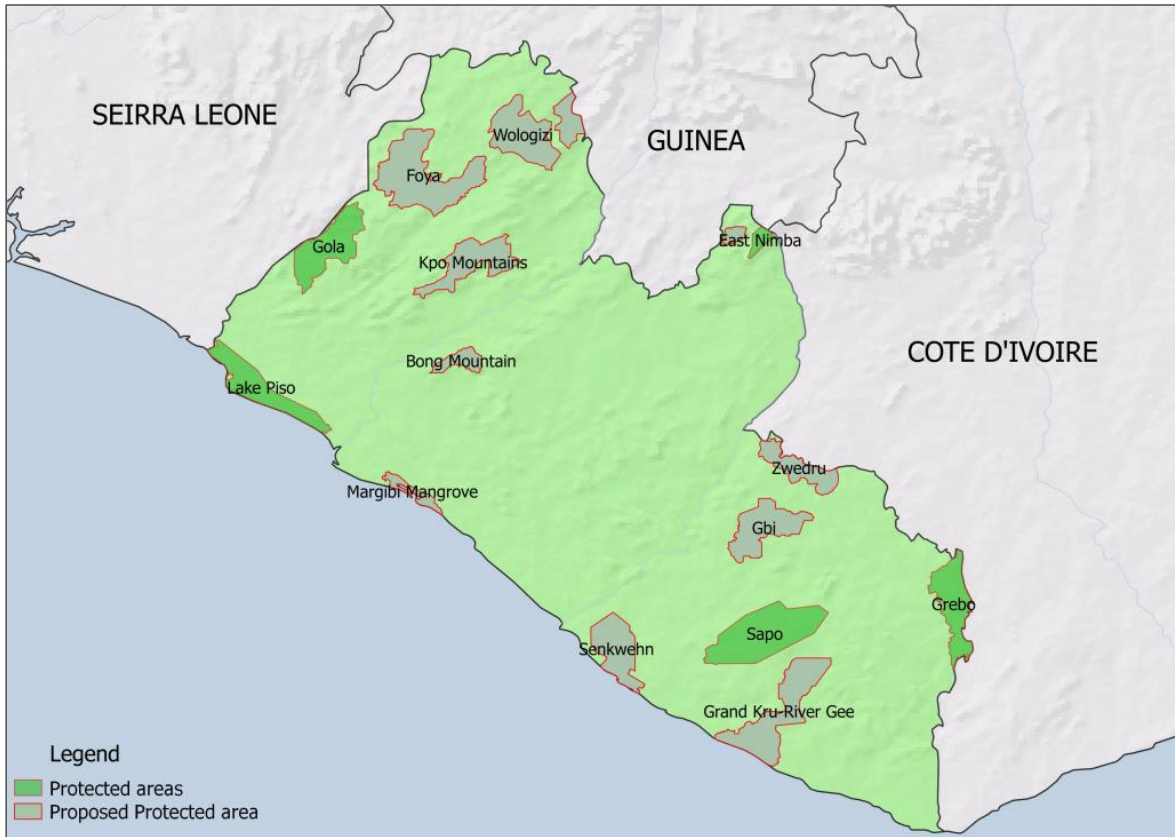 SEIRRA LEONE
GUINEA
COTE D'IVOIRE
Wologizi
Foya
Gola
Kpo Mountains
East Nimba
Bong Mountain
Lake Piso
Margibi Mangrove
Zwedru
Gbi
Grebo
Sapo
Senkwehn
Grand Kru-River Gee
Legend
Protected areas
Proposed Protected area